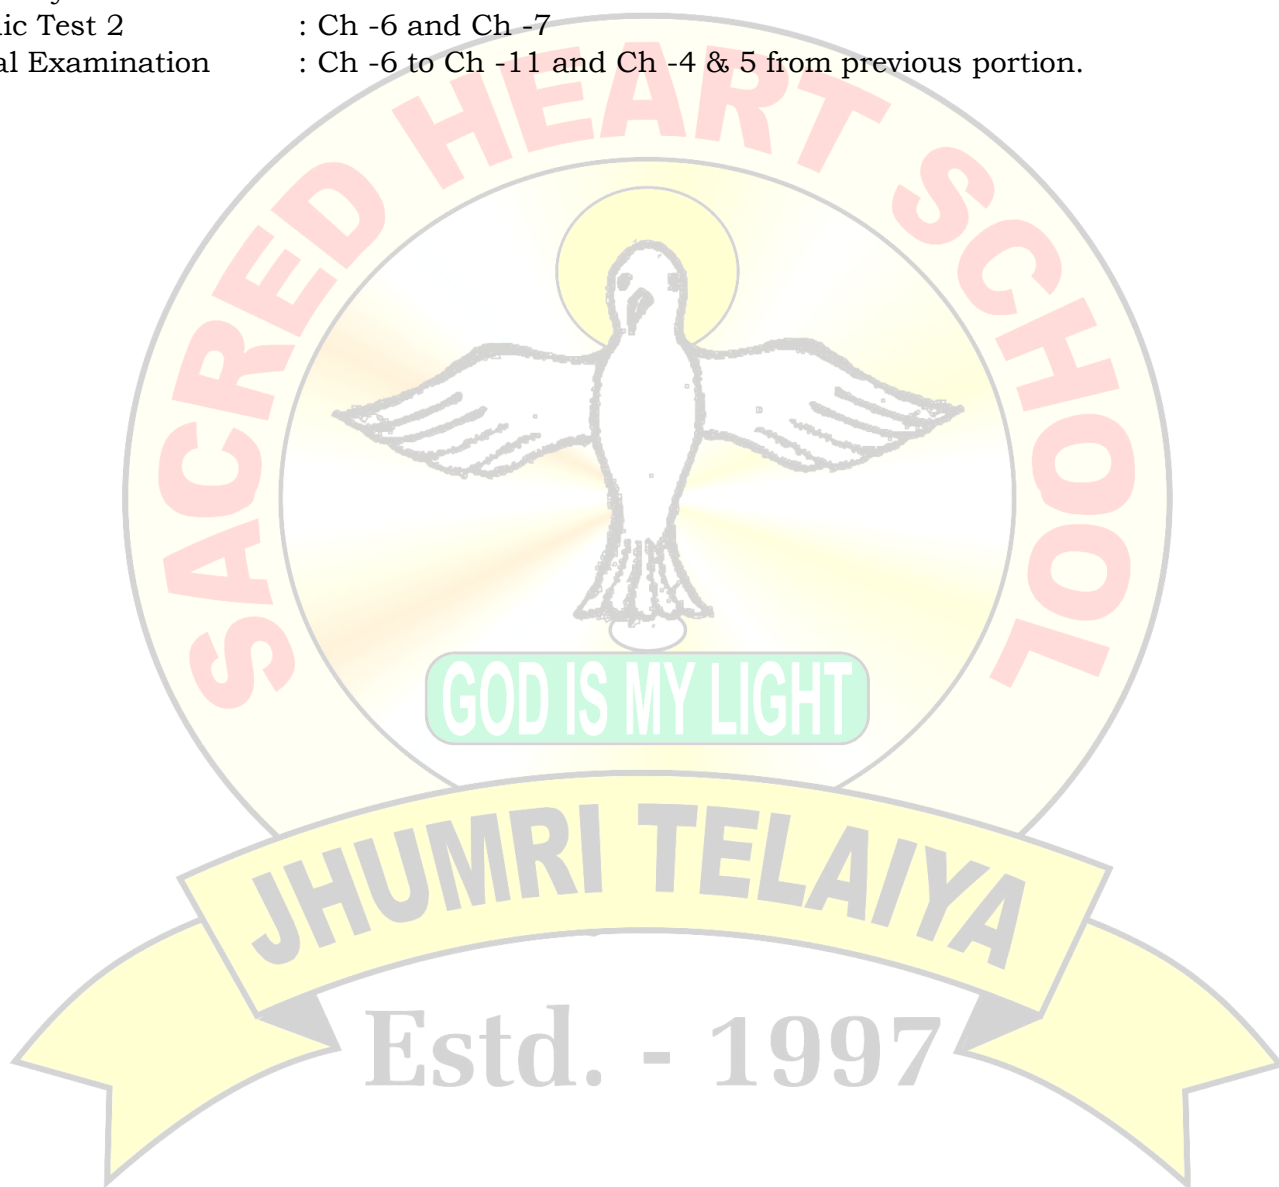 ic Test 2 : Ch -6 and Ch -7
al Examination : Ch -6 to Ch -11 and Ch -4 & 5 from previous portion.
SACRED HEART SCHOOL
GOD IS MY LIGHT
JHUMRI TELAIYA
Estd. - 1997